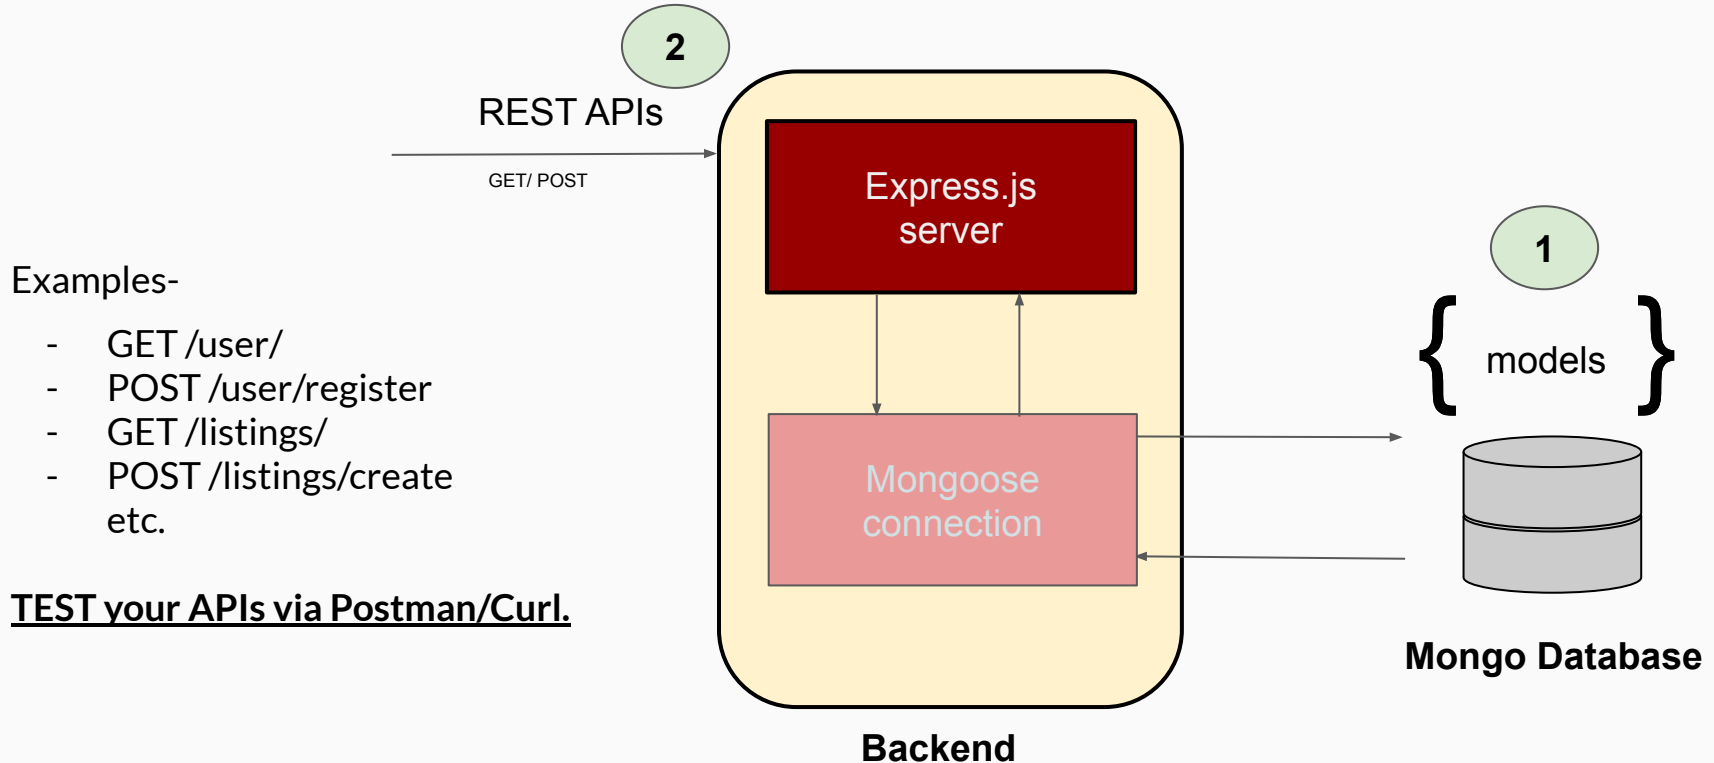 2
REST APIs
GET/ POST
Express.js
server
Mongoose
connection
Backend
1
{ models }
Mongo Database
Examples-
- GET /user/
- POST /user/register
- GET /listings/
- POST /listings/create
etc.
TEST your APIs via Postman/Curl.